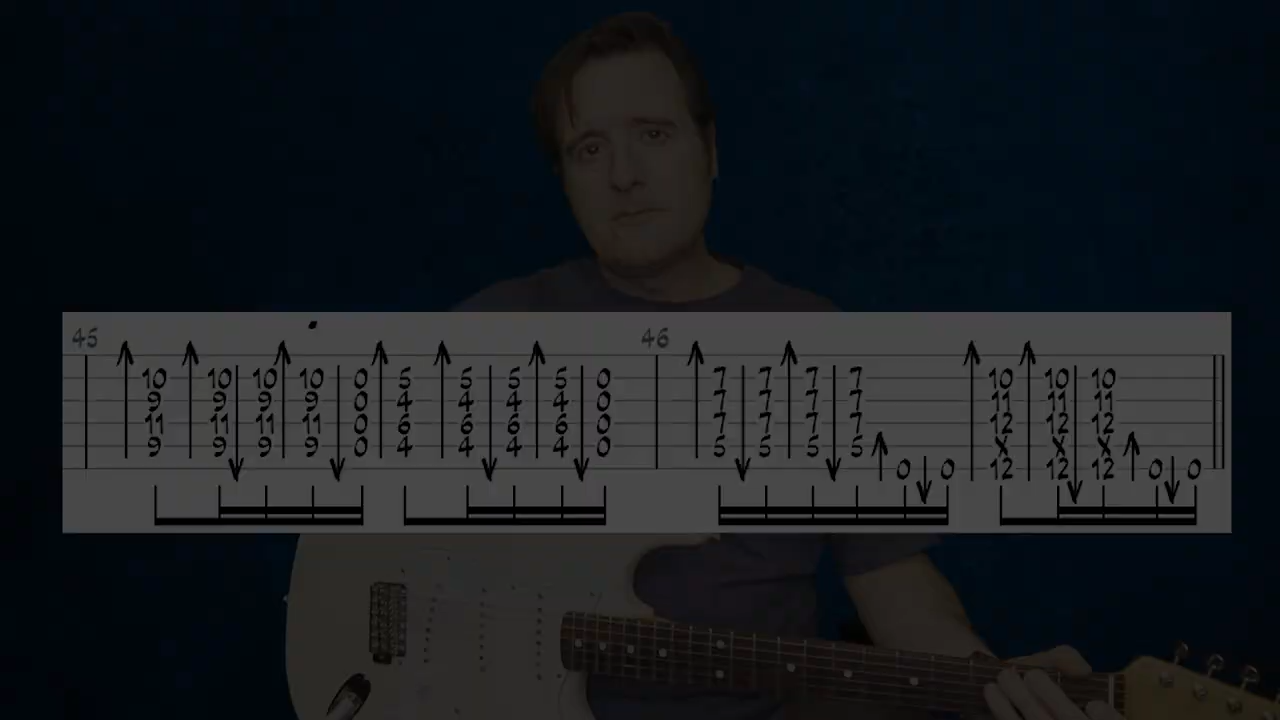 45 46
10 10 10 10 0 5 5 5 5 0 7 7 7 7 10 10 10
9 9 9 9 0 4 4 4 4 0 7 7 7 7 11 11 11
11 11 11 11 0 6 6 6 6 0 7 7 7 7 12 12 12
9 9 9 9 0 4 4 4 4 0 5 5 5 5 X X X
0 0 12 12 12 0 0